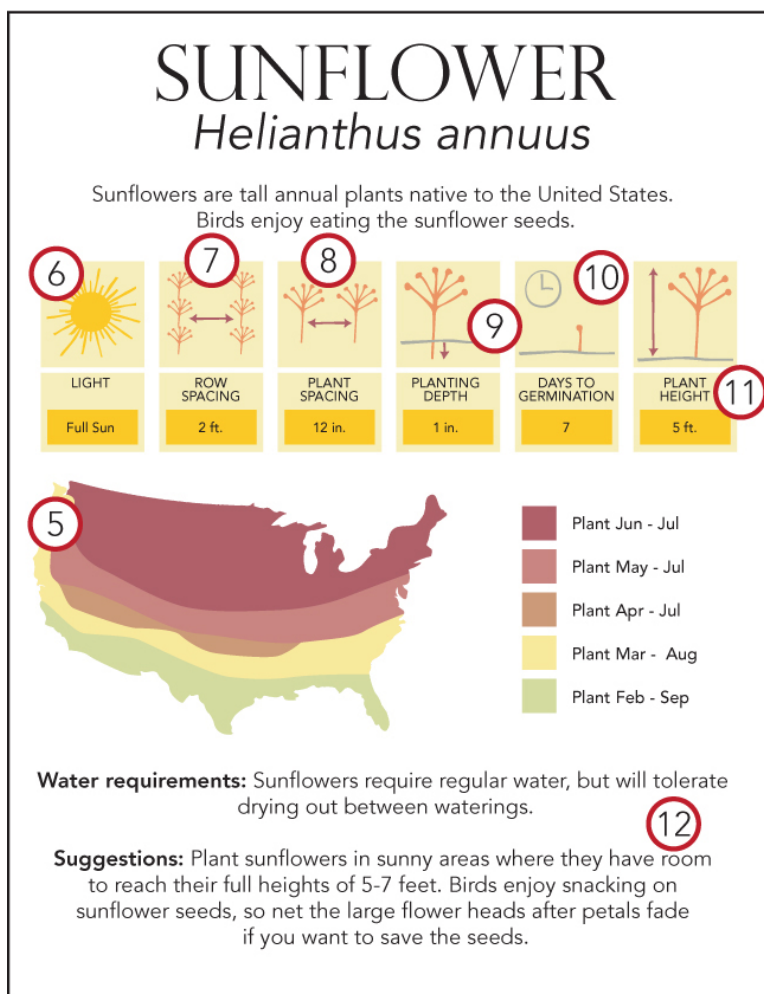 SUNFLOWER
Helianthus annuus
Sunflowers are tall annual plants native to the United States.
Birds enjoy eating the sunflower seeds.
6
7
8
9
10
LIGHT
Full Sun
ROW
SPACING
2 ft.
PLANT
SPACING
12 in.
PLANTING
DEPTH
1 in.
DAYS TO
GERMINATION
7
PLANT
HEIGHT
11
5 ft.
5
Plant Jun - Jul
Plant May - Jul
Plant Apr - Jul
Plant Mar - Aug
Plant Feb - Sep
Water requirements: Sunflowers require regular water, but will tolerate
drying out between waterings.
12
Suggestions: Plant sunflowers in sunny areas where they have room
to reach their full heights of 5-7 feet. Birds enjoy snacking on
sunflower seeds, so net the large flower heads after petals fade
if you want to save the seeds.